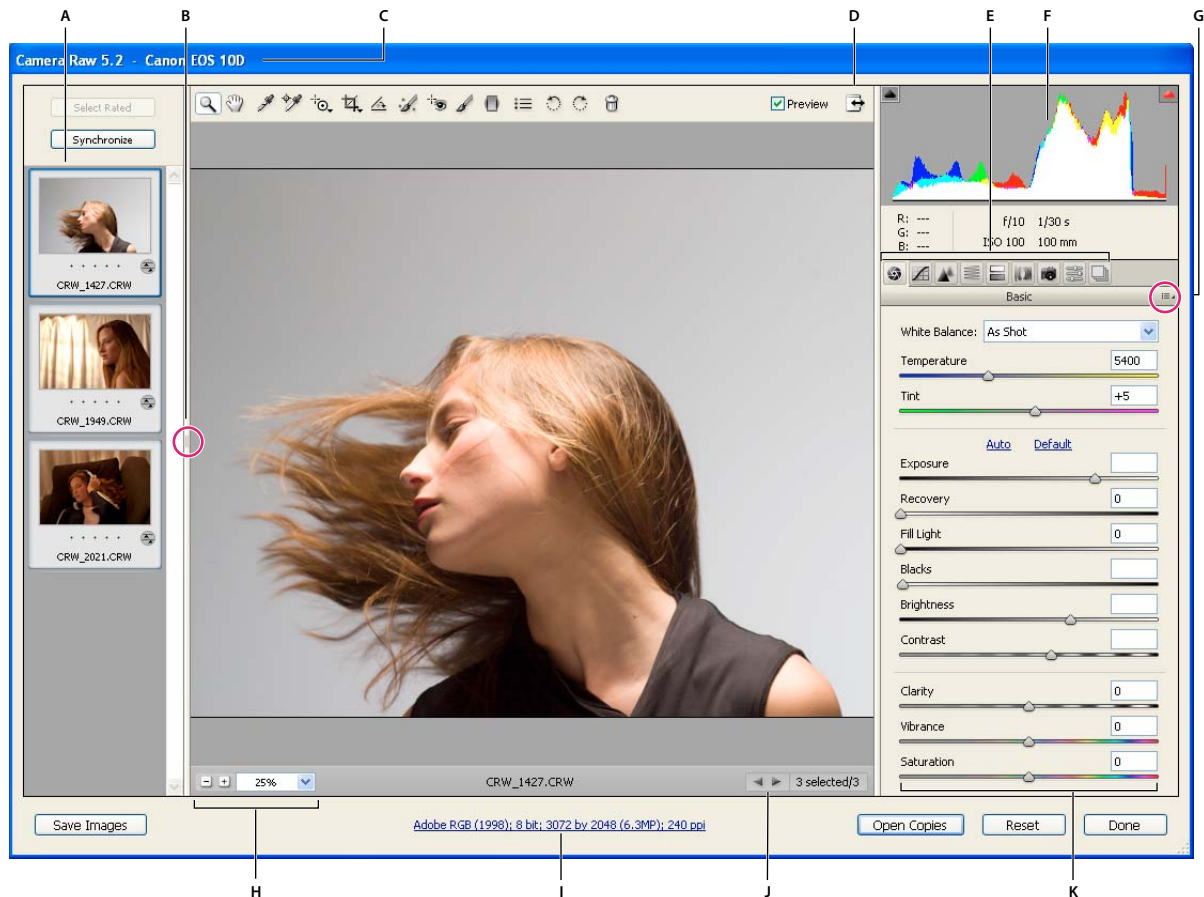 A B C D E F G
Camera Raw 5.2 - Canon EOS 10D
Select Rated
Synchronize
Preview
R: ---
G: ---
B: ---
f/10 1/30 s
ISO 100 100 mm
CRW_1427.CRW
CRW_1949.CRW
CRW_2021.CRW
Basic
White Balance: As Shot
Temperature 5400
Tint +5
Auto Default
Exposure
Recovery 0
Fill Light 0
Blacks
Brightness
Contrast
Clarity 0
Vibrance 0
Saturation 0
25% CRW_1427.CRW 3 selected/3
Save Images Adobe RGB (1998); 8 bit; 3072 by 2048 (6.3MP); 240 ppi Open Copies Reset Done
H I J K